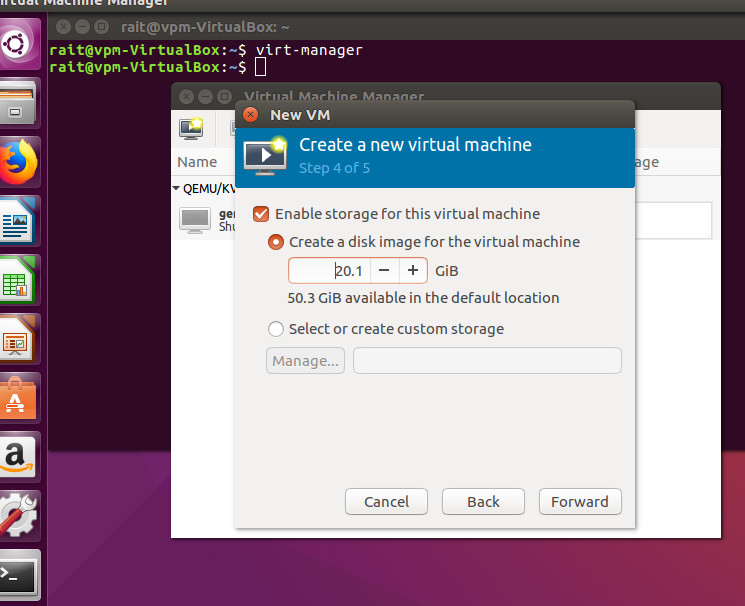 rtual Machine Manager
rait@vpm-VirtualBox: ~
rait@vpm-VirtualBox:~$ virt-manager
rait@vpm-VirtualBox:~$
Virtual Machine Manager
New VM
Create a new virtual machine
Step 4 of 5
Name
age
QEMU/KV
ger
Shu
Enable storage for this virtual machine
Create a disk image for the virtual machine
20.1 − + GiB
50.3 GiB available in the default location
Select or create custom storage
Manage...
Cancel Back Forward